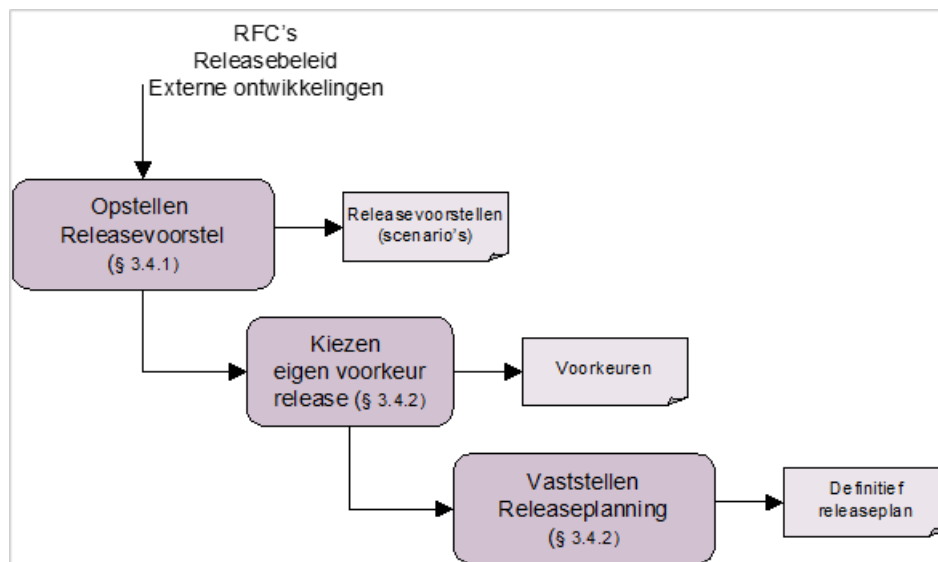 RFC's
Releasebeleid
Externe ontwikkelingen
Opstellen
Releasevoorstel
(§ 3.4.1)
Releasevoorstellen
(scenario's)
Kiezen
eigen voorkeur
release (§ 3.4.2)
Voorkeuren
Vaststellen
Releaseplanning
(§ 3.4.2)
Definitief
releaseplan